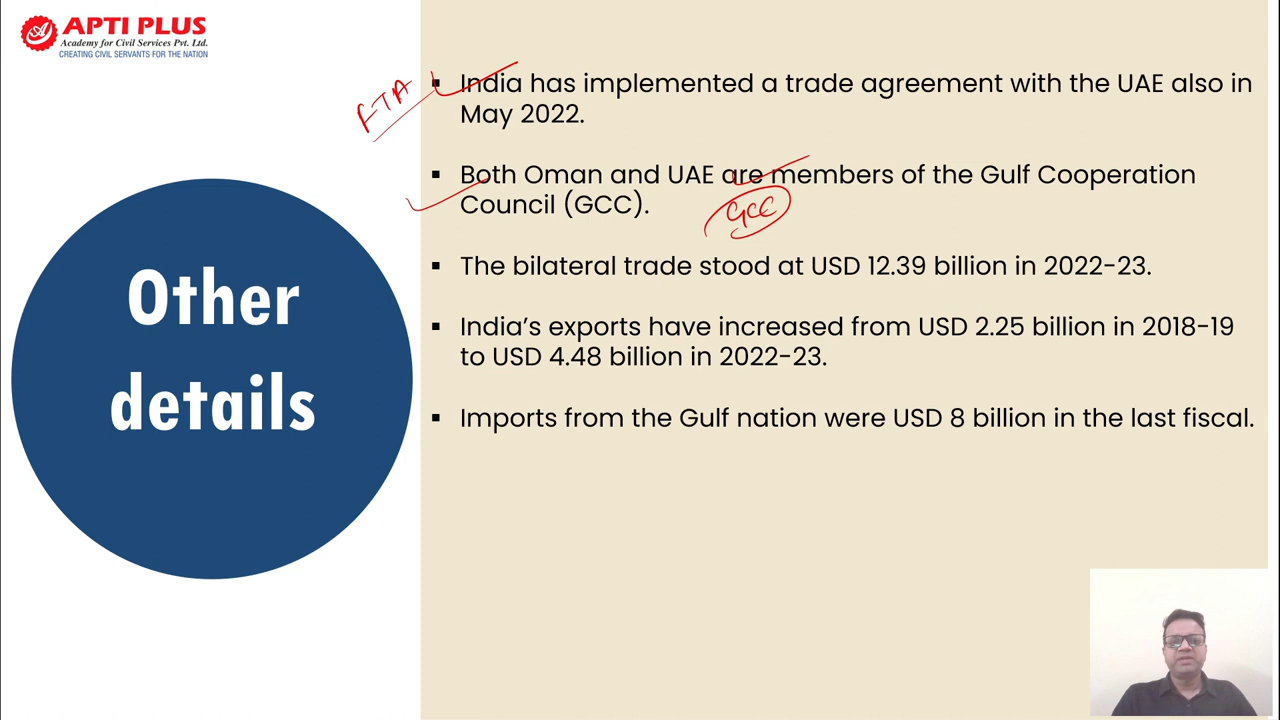 APTI PLUS
Academy for Civil Services Pvt. Ltd.
CREATING CIVIL SERVANTS FOR THE NATION
Other
details
FTA
▪ India has implemented a trade agreement with the UAE also in
May 2022.
▪ Both Oman and UAE are members of the Gulf Cooperation
Council (GCC).
GCC
▪ The bilateral trade stood at USD 12.39 billion in 2022-23.
▪ India’s exports have increased from USD 2.25 billion in 2018-19
to USD 4.48 billion in 2022-23.
▪ Imports from the Gulf nation were USD 8 billion in the last fiscal.